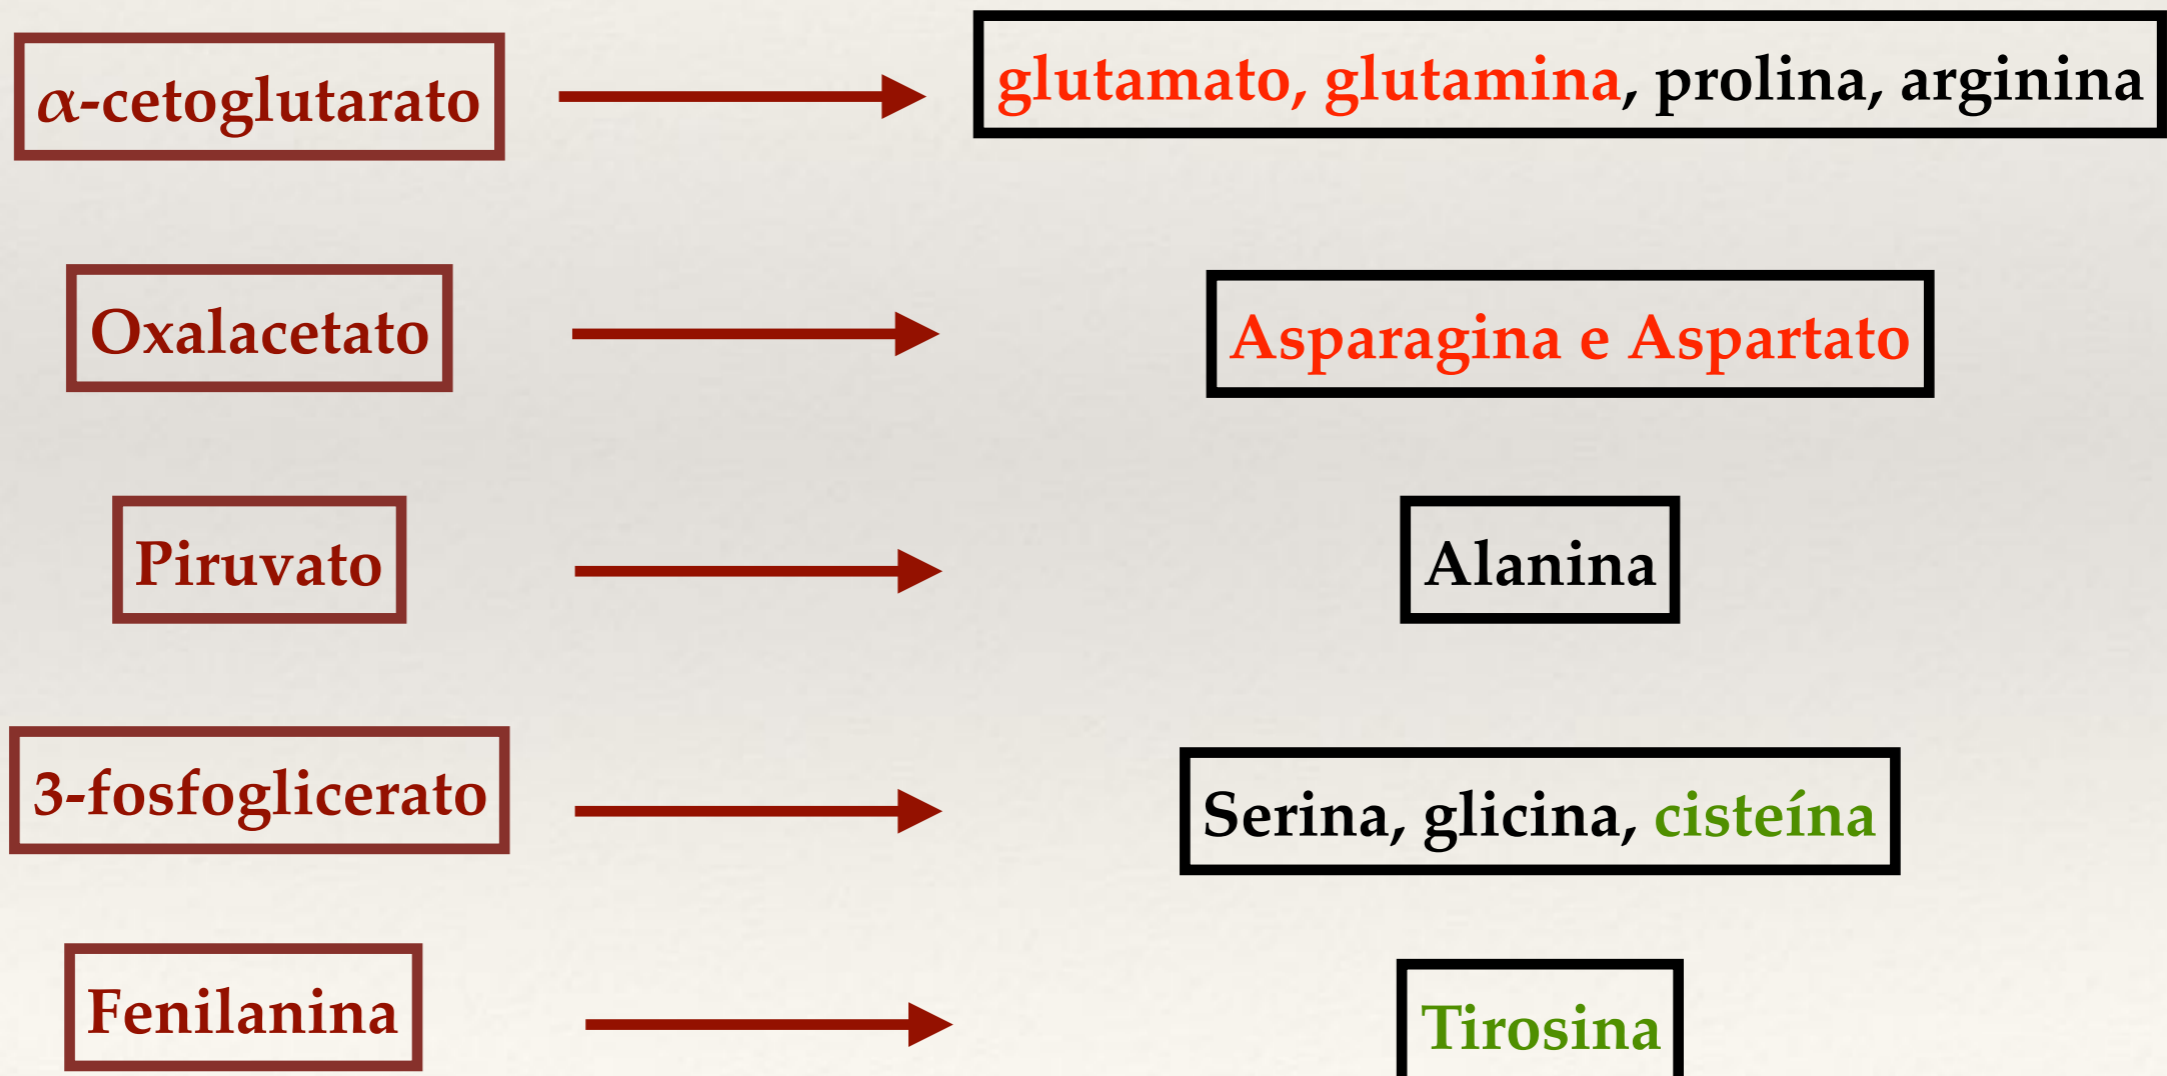 α-cetoglutarato
glutamato, glutamina, prolina, arginina
Oxalacetato
Asparagina e Aspartato
Piruvato
Alanina
3-fosfoglicerato
Serina, glicina, cisteína
Fenilanina
Tirosina